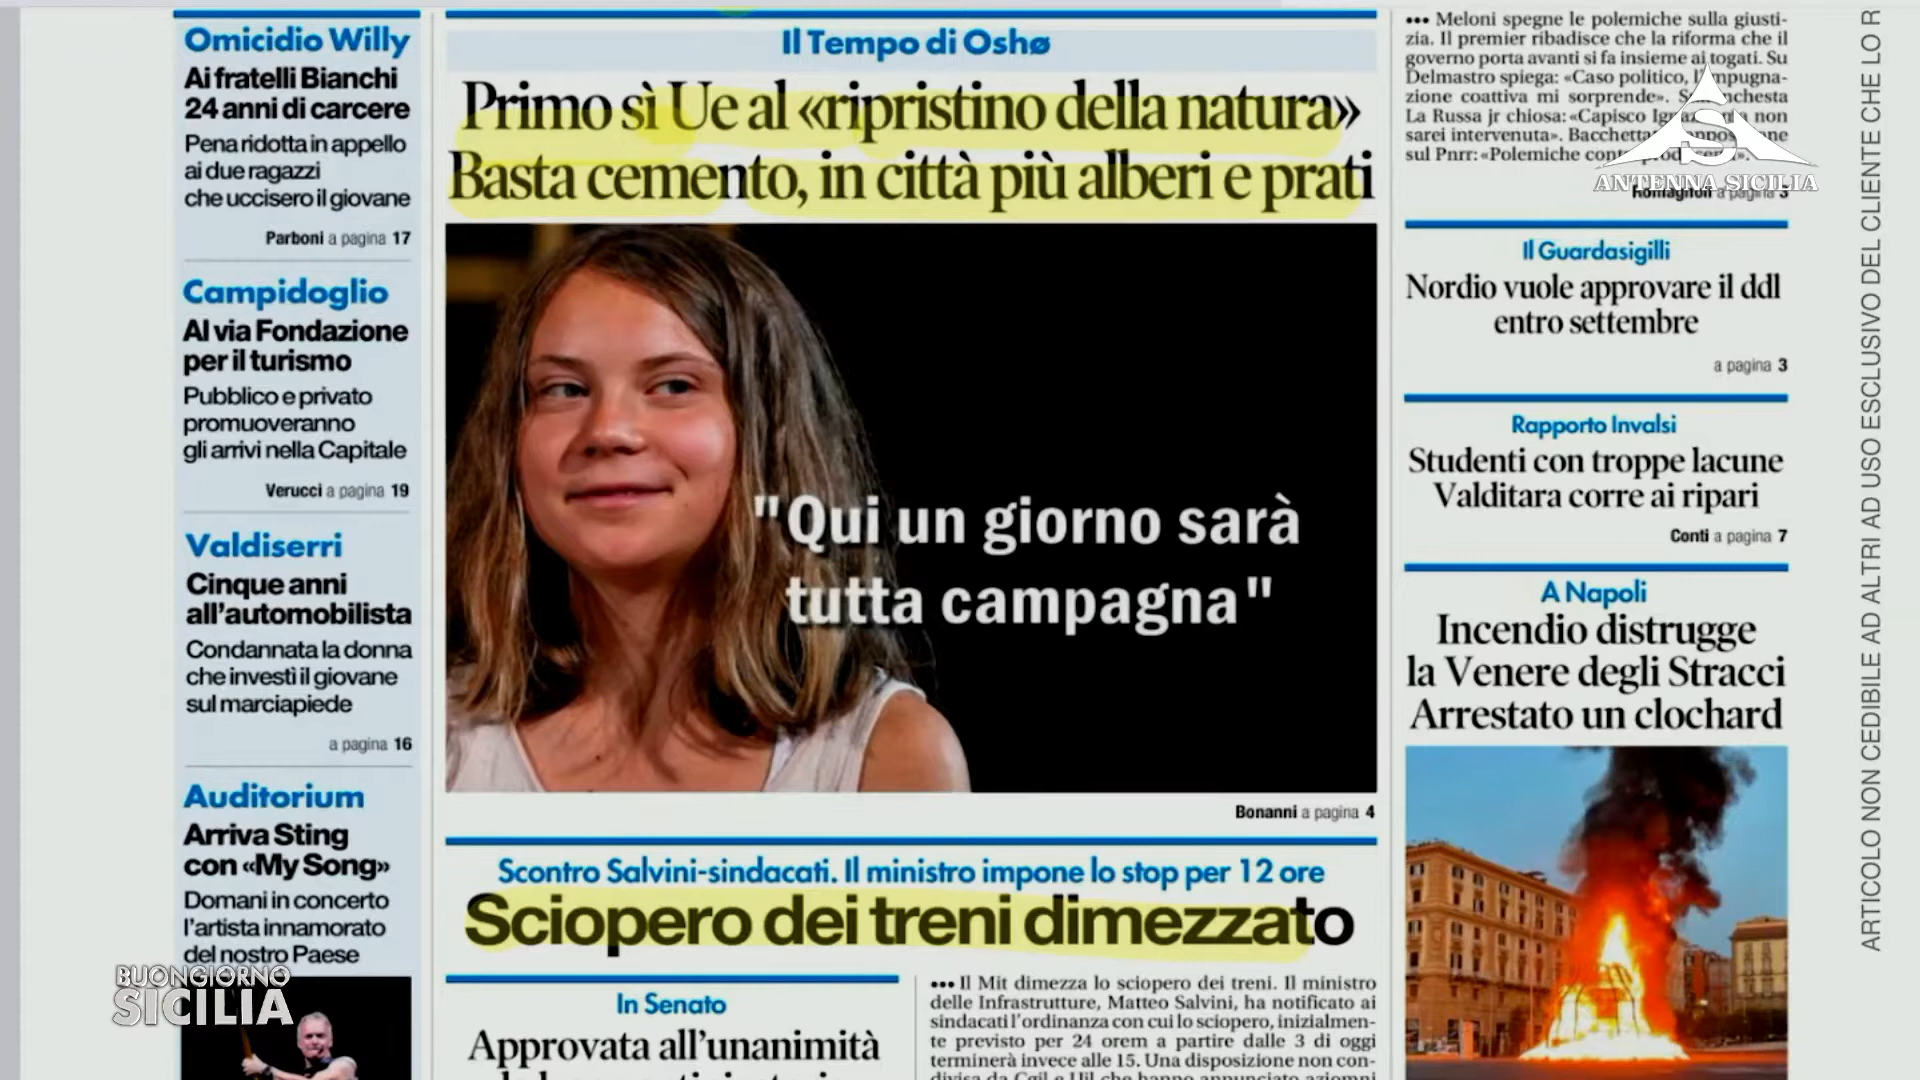 Omicidio Willy
Ai fratelli Bianchi
24 anni di carcere
Pena ridotta in appello
ai due ragazzi
che uccisero il giovane
Parboni a pagina 17
Campidoglio
Al via Fondazione
per il turismo
Pubblico e privato
promuoveranno
gli arrivi nella Capitale
Verucci a pagina 19
Valdiserri
Cinque anni
all'automobilista
Condannata la donna
che investì il giovane
sul marciapiede
a pagina 16
Auditorium
Arriva Sting
con «My Song»
Domani in concerto
l'artista innamorato
del nostro Paese
BUONGIORNO
SICILIA
Il Tempo di Oshø
Primo sì Ue al «ripristino della natura»
Basta cemento, in città più alberi e prati
"Qui un giorno sarà
tutta campagna"
Bonanni a pagina 4
Scontro Salvini-sindacati. Il ministro impone lo stop per 12 ore
Sciopero dei treni dimezzato
In Senato
Approvata all'unanimità
••• Il Mit dimezza lo sciopero dei treni. Il ministro
delle Infrastrutture, Matteo Salvini, ha notificato ai
sindacati l'ordinanza con cui lo sciopero, inizialmen-
te previsto per 24 orem a partire dalle 3 di oggi
terminerà invece alle 15. Una disposizione non con-
divisa da Cgil e Uil che hanno annunciato
••• Meloni spegne le polemiche sulla giusti-
zia. Il premier ribadisce che la riforma che il
governo porta avanti si fa insieme ai togati. Su
Delmastro spiega: «Caso politico, l'impugna-
zione coattiva mi sorprende». chesta
La Russa jr chiosa: «Capisco non
sarei intervenuta».
sul Pnrr: «Polemiche
Romagnoli a pagina 3
ANTENNA SICILIA
Il Guardasigilli
Nordio vuole approvare il ddl
entro settembre
a pagina 3
Rapporto Invalsi
Studenti con troppe lacune
Valditara corre ai ripari
Conti a pagina 7
A Napoli
Incendio distrugge
la Venere degli Stracci
Arrestato un clochard
ARTICOLO NON CEDIBILE AD ALTRI AD USO ESCLUSIVO DEL CLIENTE CHE LO R